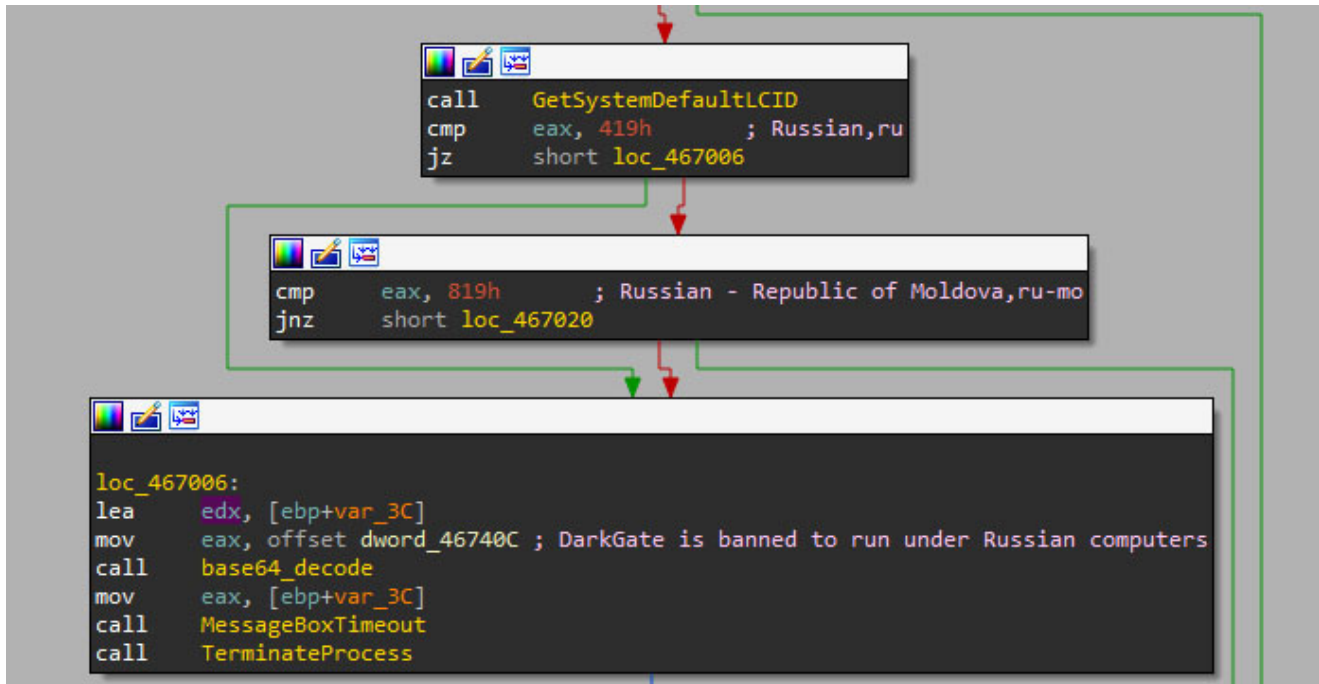 call GetSystemDefaultLCID
cmp eax, 419h ; Russian,ru
jz short loc_467006
cmp eax, 819h ; Russian - Republic of Moldova,ru-mo
jnz short loc_467020
loc_467006:
lea edx, [ebp+var_3C]
mov eax, offset dword_46740C ; DarkGate is banned to run under Russian computers
call base64_decode
mov eax, [ebp+var_3C]
call MessageBoxTimeout
call TerminateProcess